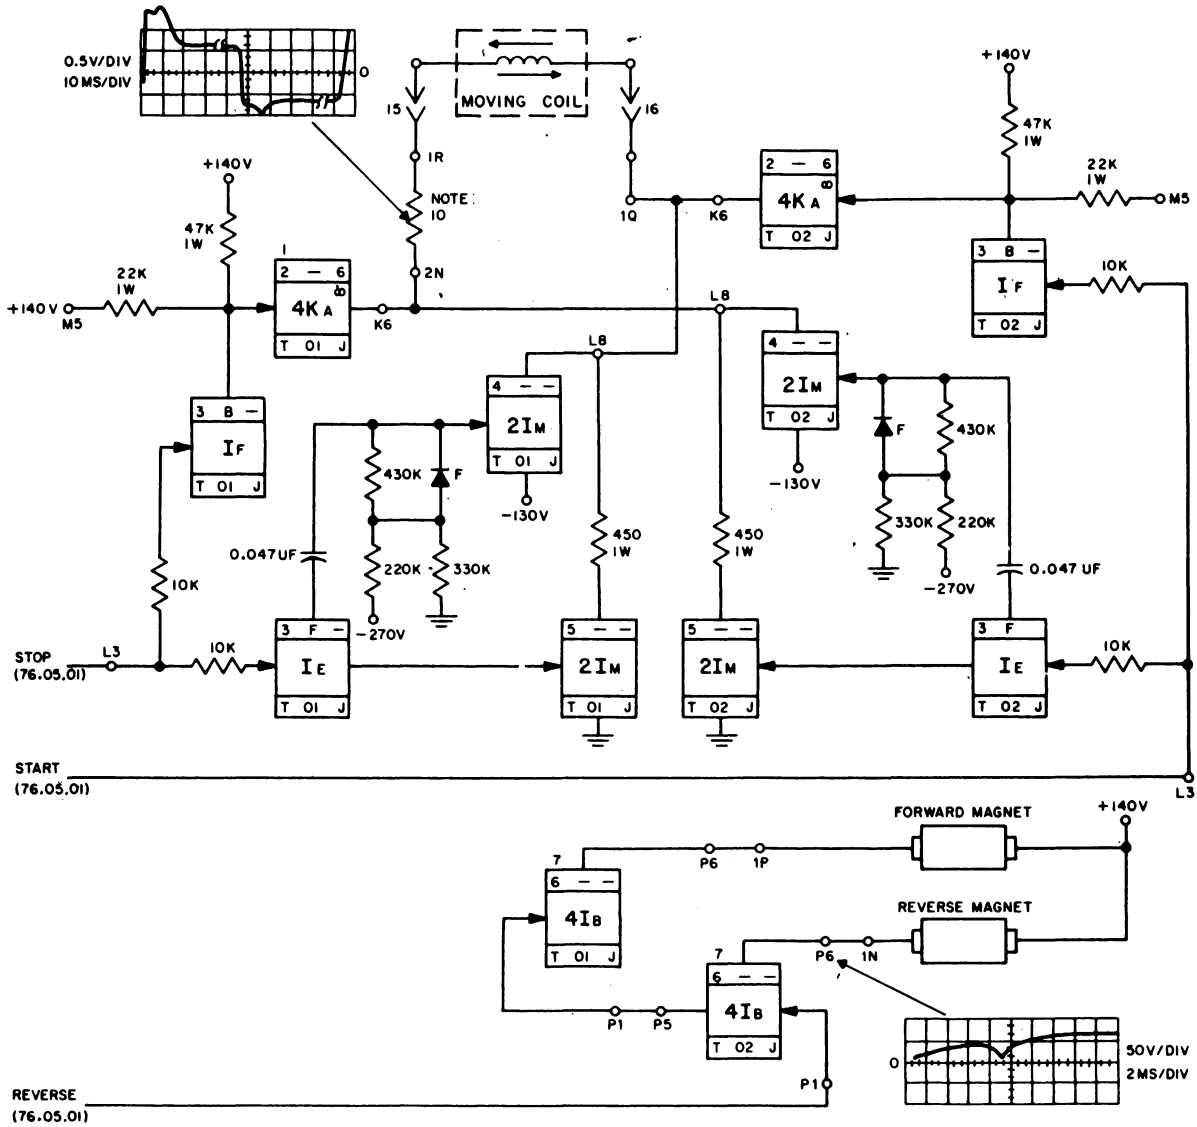 0.5V/DIV
10 MS/DIV
0
MOVING COIL
15
16
1R
NOTE:
10
2N
1Q
K6
+140V
47K
1W
22K
1W
M5
2 — 6
8
4KA
T 02 J
3 B —
IF
T 02 J
10K
+140V
47K
1W
22K
1W
+140V
M5
1
2 — 6
8
4KA
T 01 J
K6
L8
L8
4 — —
2IM
T 02 J
-130V
F
430K
330K
220K
-270V
0.047 UF
3 B —
IF
T 01 J
10K
4 — —
2IM
T 01 J
-130V
430K
F
220K
330K
-270V
0.047UF
450
1W
450
1W
STOP
(76.05.01)
L3
10K
3 F —
IE
T 01 J
5 — —
2IM
T 01 J
5 — —
2IM
T 02 J
3 F
IE
T 02 J
10K
START
(76.05.01)
L3
+140V
FORWARD MAGNET
P6
1P
7
6 — —
4IB
T 01 J
REVERSE MAGNET
P6
1N
7
6 — —
4IB
T 02 J
P1
P5
P1
0
50V/DIV
2MS/DIV
REVERSE
(76.05.01)